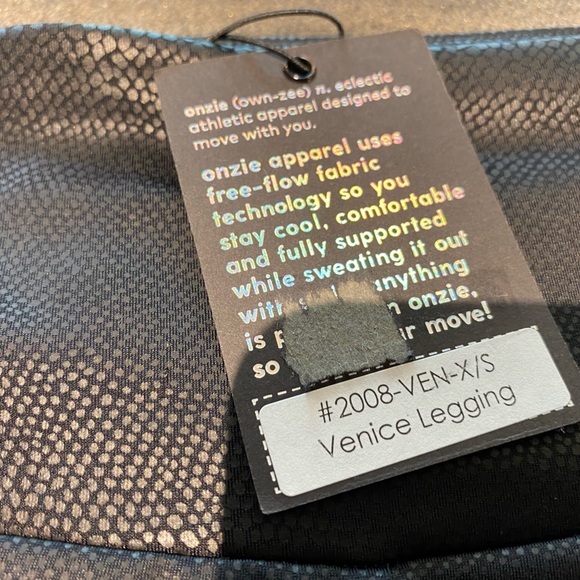 onzie (own-zee) n. eclectic
athletic apparel designed to
move with you.
onzie apparel uses
free-flow fabric
technology so you
stay cool, comfortable
and fully supported
while sweating it out
with anything
is onzie,
move!
so
#2008-VEN-X/S
Venice Legging